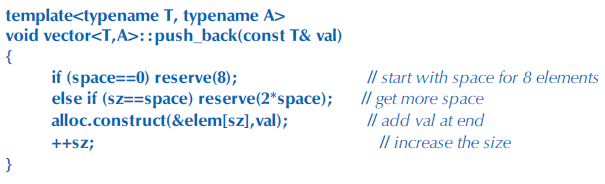 template<typename T, typename A>
void vector<T,A>::push_back(const T& val)
{
if (space==0) reserve(8); // start with space for 8 elements
else if (sz==space) reserve(2*space); // get more space
alloc.construct(&elem[sz],val); // add val at end
++sz; // increase the size
}